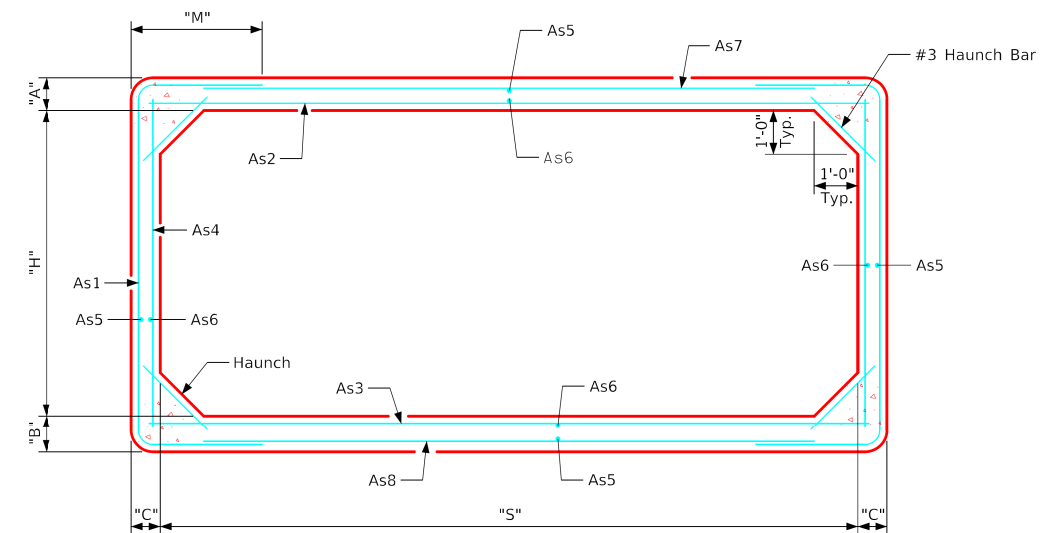 "M"
As5
As7
#3 Haunch Bar
"A"
1'-0"
Typ.
As2
As6
1'-0"
Typ.
As4
"H"
As6
As5
As1
As5
As6
Haunch
As3
As6
"B"
As8
As5
"C"
"S"
"C"